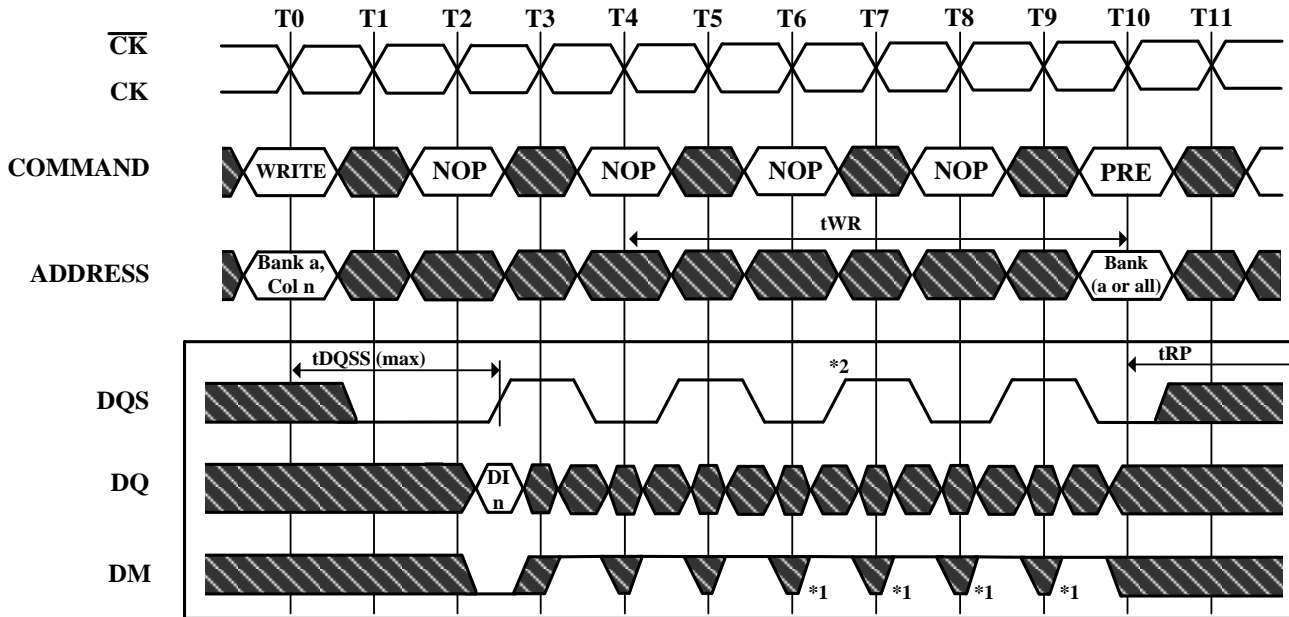 T0 T1 T2 T3 T4 T5 T6 T7 T8 T9 T10 T11
CK
CK
COMMAND WRITE NOP NOP NOP NOP PRE
tWR
ADDRESS Bank a, Col n Bank (a or all)
tDQSS (max) *2 tRP
DQS
DQ DI n
DM *1 *1 *1 *1